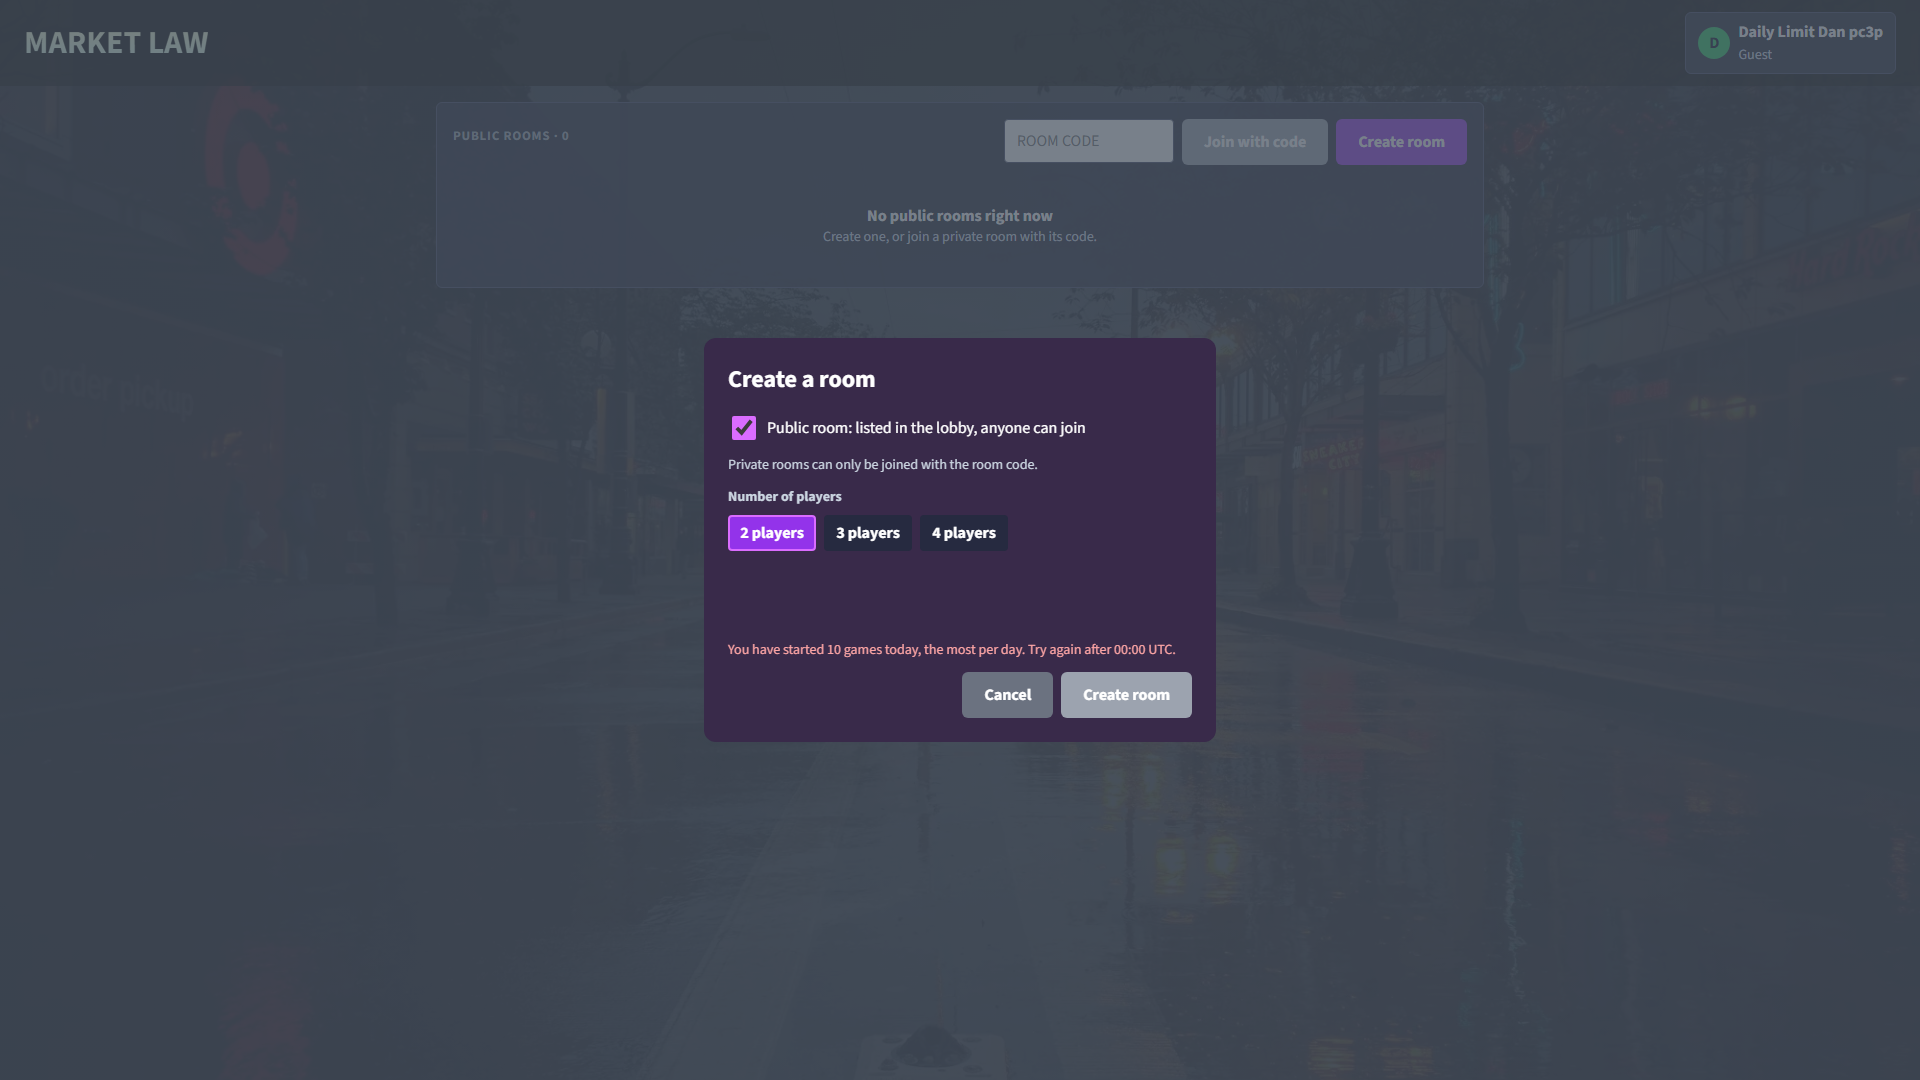 MARKET LAW
D
Daily Limit Dan pc3p
Guest
PUBLIC ROOMS · 0
ROOM CODE
Join with code
Create room
No public rooms right now
Create one, or join a private room with its code.
order pickup
SNEAKER
CITY
Create a room
Public room: listed in the lobby, anyone can join
Private rooms can only be joined with the room code.
Number of players
2 players
3 players
4 players
You have started 10 games today, the most per day. Try again after 00:00 UTC.
Cancel
Create room